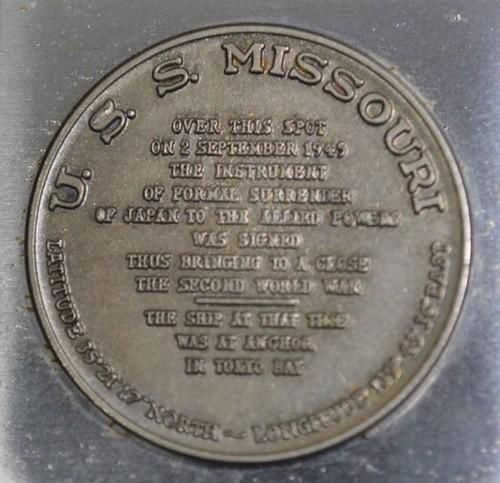 U. S. S. MISSOURI
OVER THIS SPOT
ON 2 SEPTEMBER 1945
THE INSTRUMENT
OF FORMAL SURRENDER
OF JAPAN TO THE ALLIED POWERS
WAS SIGNED
THUS BRINGING TO A CLOSE
THE SECOND WORLD WAR
THE SHIP AT THAT TIME
WAS AT ANCHOR
IN TOKYO BAY
LATITUDE 35° 21' 17" NORTH ~ LONGITUDE EAST